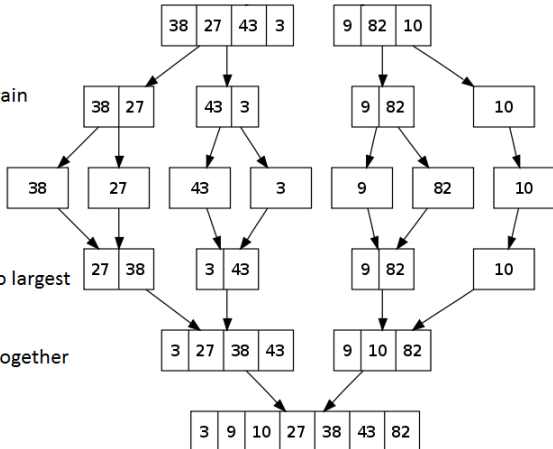 38 27 43 3 9 82 10
gain
38 27 43 3 9 82 10
38 27 43 3 9 82 10
27 38 3 43 9 82 10
o largest
3 27 38 43 9 10 82
ogether
3 9 10 27 38 43 82